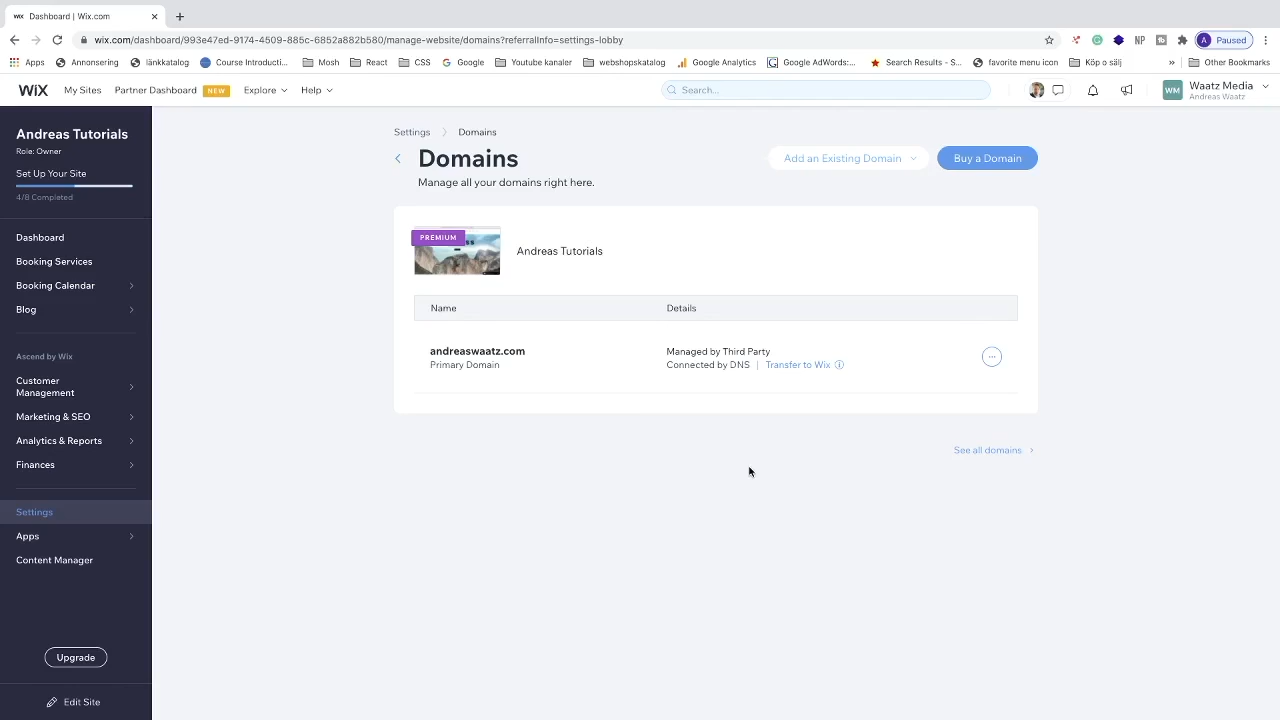 WiX Dashboard | Wix.com
wix.com/dashboard/993e47ed-9174-4509-885c-6852a882b580/manage-website/domains?referralInfo=settings-lobby
NP
A Paused
Apps Annonsering länkkatalog Course Introducti... Mosh React CSS Google Youtube kanaler webshopskatalog Google Analytics Google AdWords:... Search Results - S... favorite menu icon Köp o sälj » Other Bookmarks
WiX My Sites Partner Dashboard NEW Explore Help Search... WM Waatz Media
Andreas Waatz
Andreas Tutorials
Role: Owner
Set Up Your Site
4/8 Completed
Dashboard
Booking Services
Booking Calendar
Blog
Ascend by Wix
Customer
Management
Marketing & SEO
Analytics & Reports
Finances
Settings
Apps
Content Manager
Upgrade
Edit Site
Settings Domains
Domains
Manage all your domains right here.
Add an Existing Domain
Buy a Domain
PREMIUM
Andreas Tutorials
Name Details
andreaswaatz.com
Primary Domain
Managed by Third Party
Connected by DNS | Transfer to Wix
See all domains